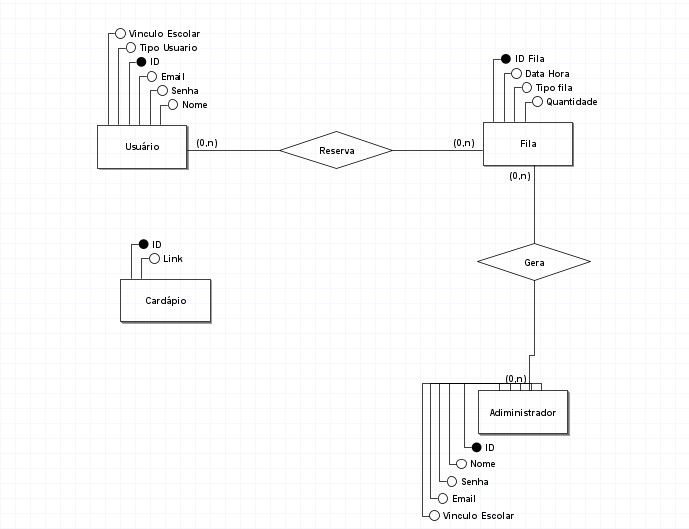 Vinculo Escolar
Tipo Usuario
ID
Email
Senha
Nome
Usuário
(0,n)
Reserva
(0,n)
ID Fila
Data Hora
Tipo fila
Quantidade
Fila
(0,n)
Gera
ID
Link
Cardápio
(0,n)
Adiministrador
ID
Nome
Senha
Email
Vinculo Escolar